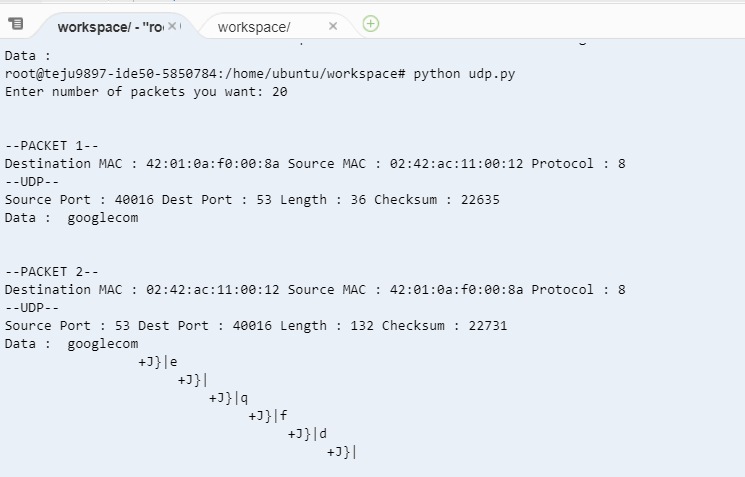 workspace/ - "ro
workspace/
Data :
root@teju9897-ide50-5850784:/home/ubuntu/workspace# python udp.py
Enter number of packets you want: 20
--PACKET 1--
Destination MAC : 42:01:0a:f0:00:8a Source MAC : 02:42:ac:11:00:12 Protocol : 8
--UDP--
Source Port : 40016 Dest Port : 53 Length : 36 Checksum : 22635
Data :  googlecom
--PACKET 2--
Destination MAC : 02:42:ac:11:00:12 Source MAC : 42:01:0a:f0:00:8a Protocol : 8
--UDP--
Source Port : 53 Dest Port : 40016 Length : 132 Checksum : 22731
Data :  googlecom
+J}|e
+J}|
+J}|q
+J}|f
+J}|d
+J}|